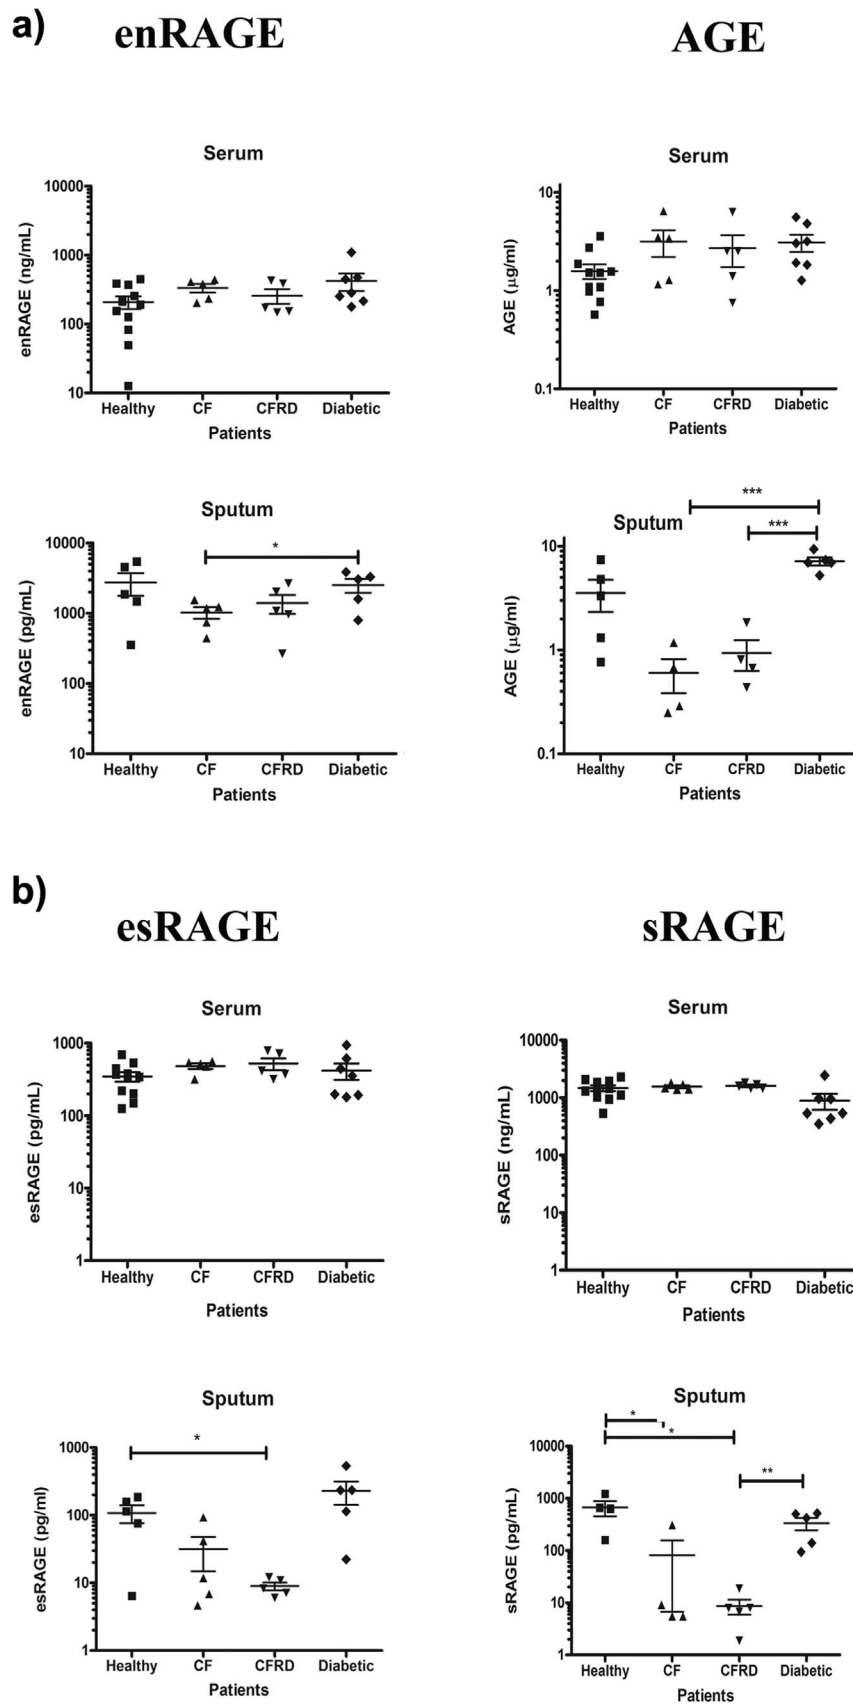 a)
enRAGE
AGE
Serum
enRAGE (ng/mL)
10000
1000
100
10
Healthy CF CFRD Diabetic
Patients
Serum
AGE (µg/ml)
10
1
0.1
Healthy CF CFRD Diabetic
Patients
Sputum
enRAGE (pg/mL)
10000
1000
100
10
*
Healthy CF CFRD Diabetic
Patients
Sputum
AGE (µg/ml)
10
1
0.1
***
***
Healthy CF CFRD Diabetic
Patients
b)
esRAGE
sRAGE
Serum
esRAGE (pg/mL)
1000
100
10
1
Healthy CF CFRD Diabetic
Patients
Serum
sRAGE (ng/mL)
10000
1000
100
10
1
Healthy CF CFRD Diabetic
Patients
Sputum
esRAGE (pg/ml)
1000
100
10
1
*
Healthy CF CFRD Diabetic
Patients
Sputum
sRAGE (pg/mL)
10000
1000
100
10
1
*
*
**
Healthy CF CFRD Diabetic
Patients